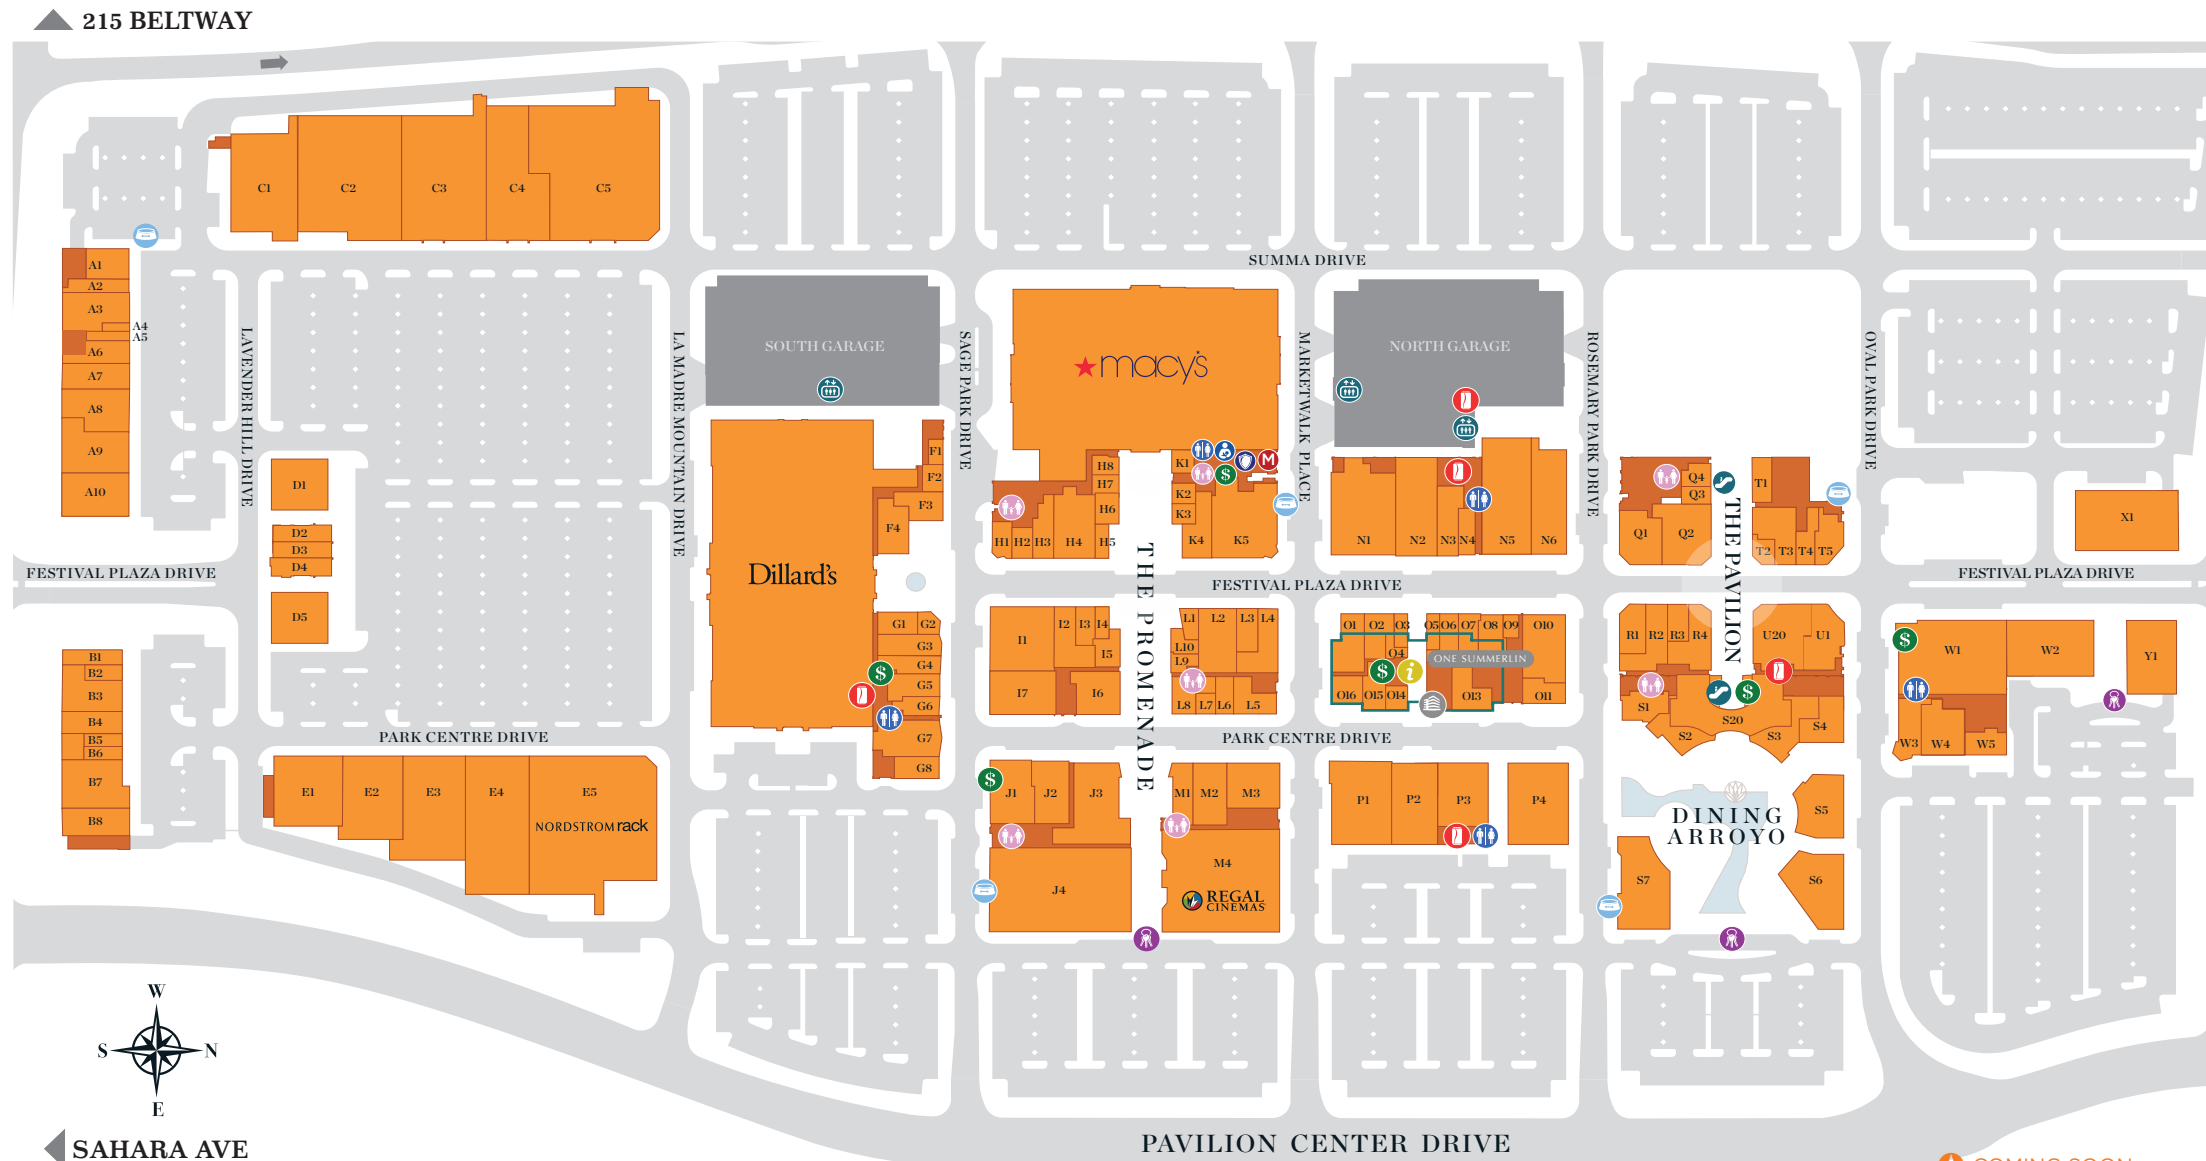 215 BELTWAY
C1
C2
C3
C4
C5
A1
A2
A3
A4
A5
A6
A7
A8
A9
A10
LAVENDER HILL DRIVE
D1
D2
D3
D4
D5
FESTIVAL PLAZA DRIVE
B1
B2
B3
B4
B5
B6
B7
B8
PARK CENTRE DRIVE
E1
E2
E3
E4
E5
NORDSTROM rack
LA MADRE MOUNTAIN DRIVE
SOUTH GARAGE
Dillard's
F1
F2
F3
F4
G1
G2
G3
G4
G5
G6
G7
G8
$
SAGE PARK DRIVE
SUMMA DRIVE
macy's
H8
H7
H6
H1
H2
H3
H4
H5
K1
K2
K3
K4
K5
$
M
MARKETWALK PLACE
THE PROMENADE
FESTIVAL PLAZA DRIVE
I1
I2
I3
I4
I5
I7
I6
L1
L2
L3
L4
L10
L9
L8
L7
L6
L5
PARK CENTRE DRIVE
$
J1
J2
J3
J4
M1
M2
M3
M4
REGAL
CINEMAS
NORTH GARAGE
N1
N2
N3
N4
N5
N6
ROSEMARY PARK DRIVE
O1
O2
O3
O5
O6
O7
O8
O9
O10
O4
ONE SUMMERLIN
$
i
O16
O15
O14
O13
O11
P1
P2
P3
P4
Q4
Q3
Q1
Q2
T1
T2
T3
T4
T5
THE PAVILION
OVAL PARK DRIVE
R1
R2
R3
R4
U20
U1
$
S1
S20
S2
S3
S4
DINING
ARROYO
S5
S6
S7
X1
FESTIVAL PLAZA DRIVE
$
W1
W2
Y1
W3
W4
W5
W
S
N
E
SAHARA AVE
PAVILION CENTER DRIVE
COMING SOON